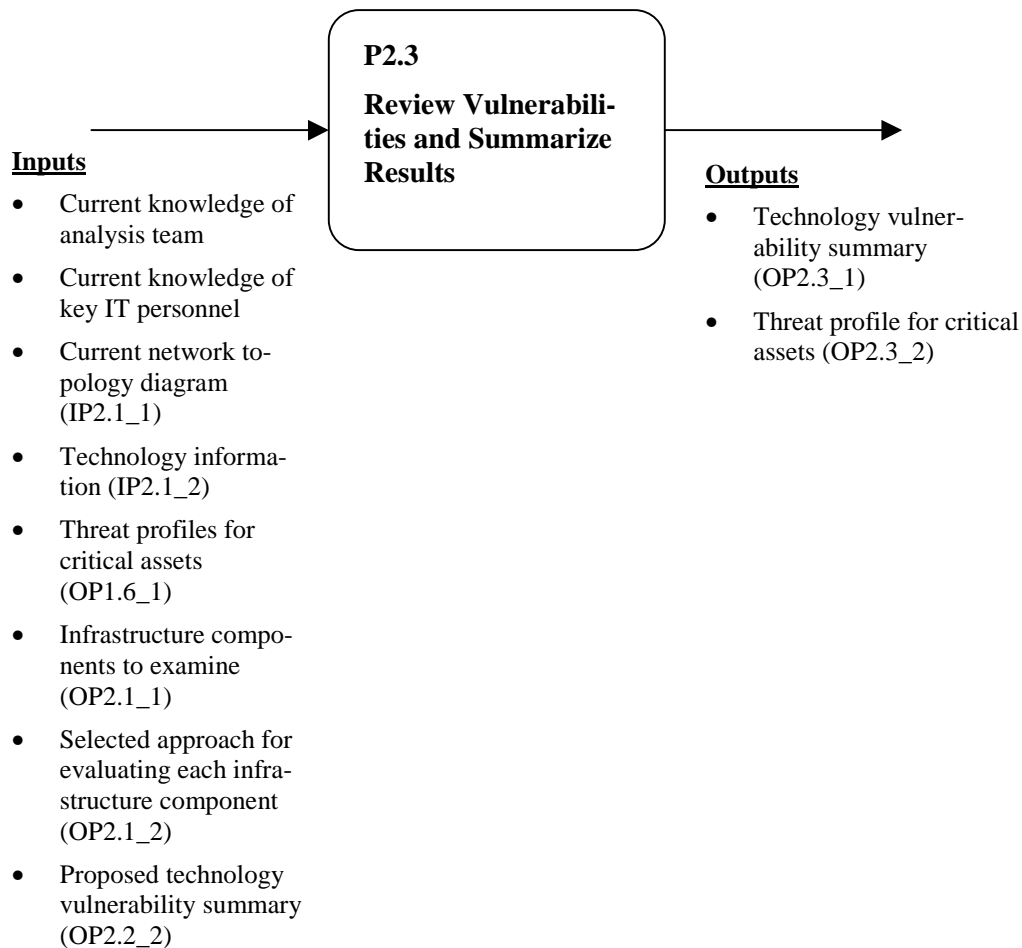 P2.3
Review Vulnerabili-
ties and Summarize
Results
Inputs
• Current knowledge of
analysis team
• Current knowledge of
key IT personnel
• Current network to-
pology diagram
(IP2.1_1)
• Technology informa-
tion (IP2.1_2)
• Threat profiles for
critical assets
(OP1.6_1)
• Infrastructure compo-
nents to examine
(OP2.1_1)
• Selected approach for
evaluating each infra-
structure component
(OP2.1_2)
• Proposed technology
vulnerability summary
(OP2.2_2)
Outputs
• Technology vulner-
ability summary
(OP2.3_1)
• Threat profile for critical
assets (OP2.3_2)